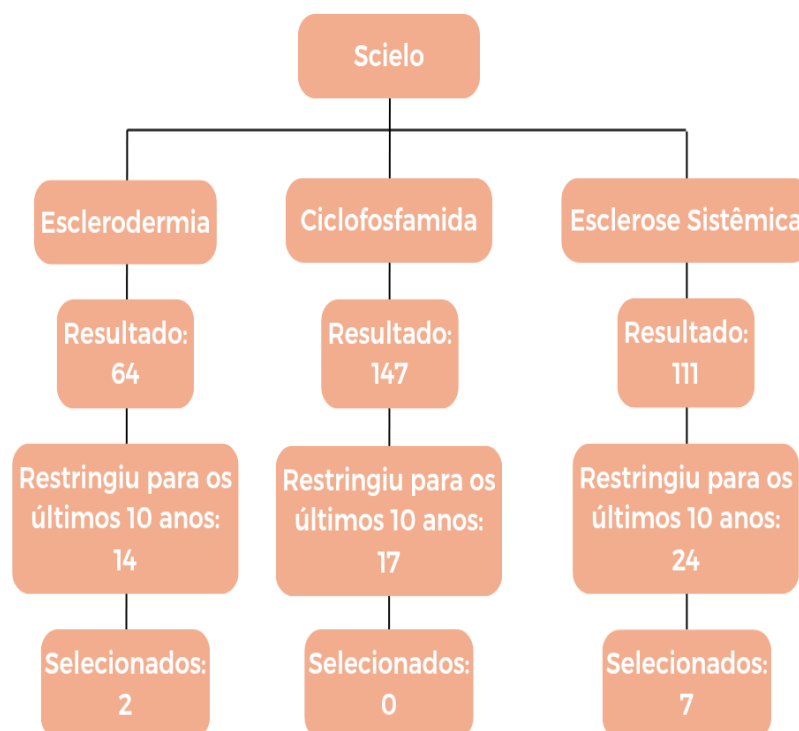 Scielo
Esclerodermia
Ciclofosfamida
Esclerose Sistêmica
Resultado:
64
Resultado:
147
Resultado:
111
Restringiu para os
últimos 10 anos:
14
Restringiu para os
últimos 10 anos:
17
Restringiu para os
últimos 10 anos:
24
Selecionados:
2
Selecionados:
0
Selecionados:
7